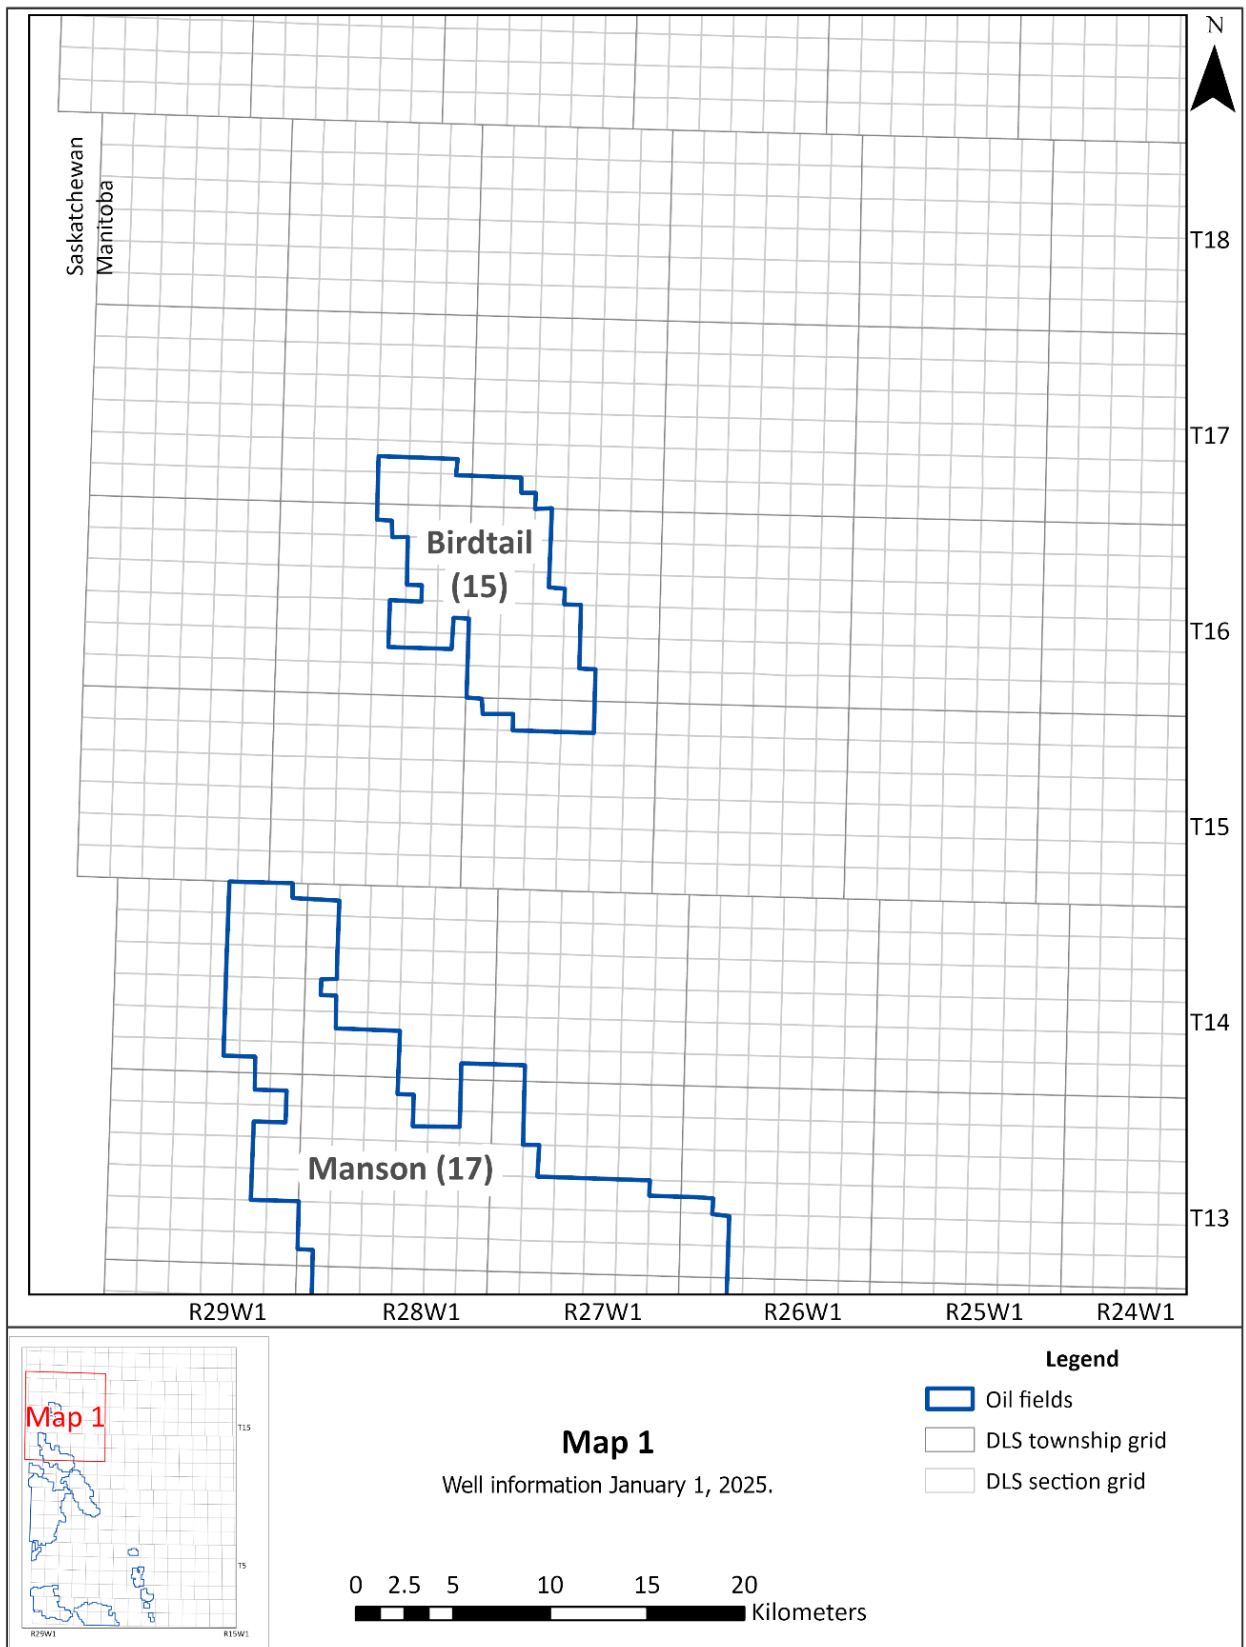 N
Saskatchewan
Manitoba
T18
T17
Birdtail
(15)
T16
T15
T14
Manson (17)
T13
R29W1 R28W1 R27W1 R26W1 R25W1 R24W1
Map 1
T15
T5
R29W1 R15W1
Map 1
Well information January 1, 2025.
0 2.5 5 10 15 20
Kilometers
Legend
Oil fields
DLS township grid
DLS section grid